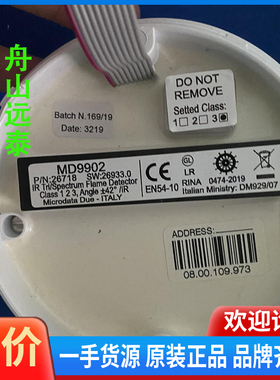 舟山远泰
DO NOT
REMOVE
Setted Class:
1 2 3
Batch N.169/19
Date: 3219
MD9902
P/N:26718 SW:26933.0
IR Tri/Spectrum Flame Detector
Class 1 2 3, Angle ±42° /IR
Microdata Due - ITALY
CE
EN54-10
GL
LR
RINA 0474-2019
Italian Ministry: DM929/07
ADDRESS:
08.00.109.973
价
欢迎
一手货源 原装正品 品牌